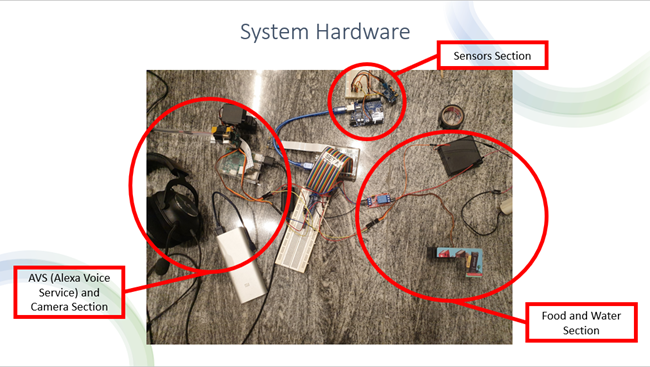 System Hardware
Sensors Section
AVS (Alexa Voice
Service) and
Camera Section
Food and Water
Section